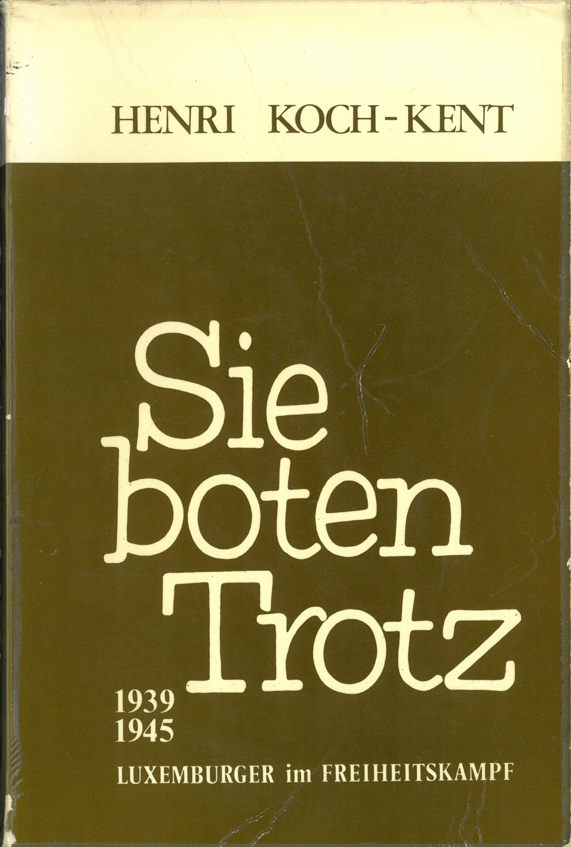 HENRI KOCH-KENT
Sie
boten
Trotz
1939
1945
LUXEMBURGER im FREIHEITSKAMPF